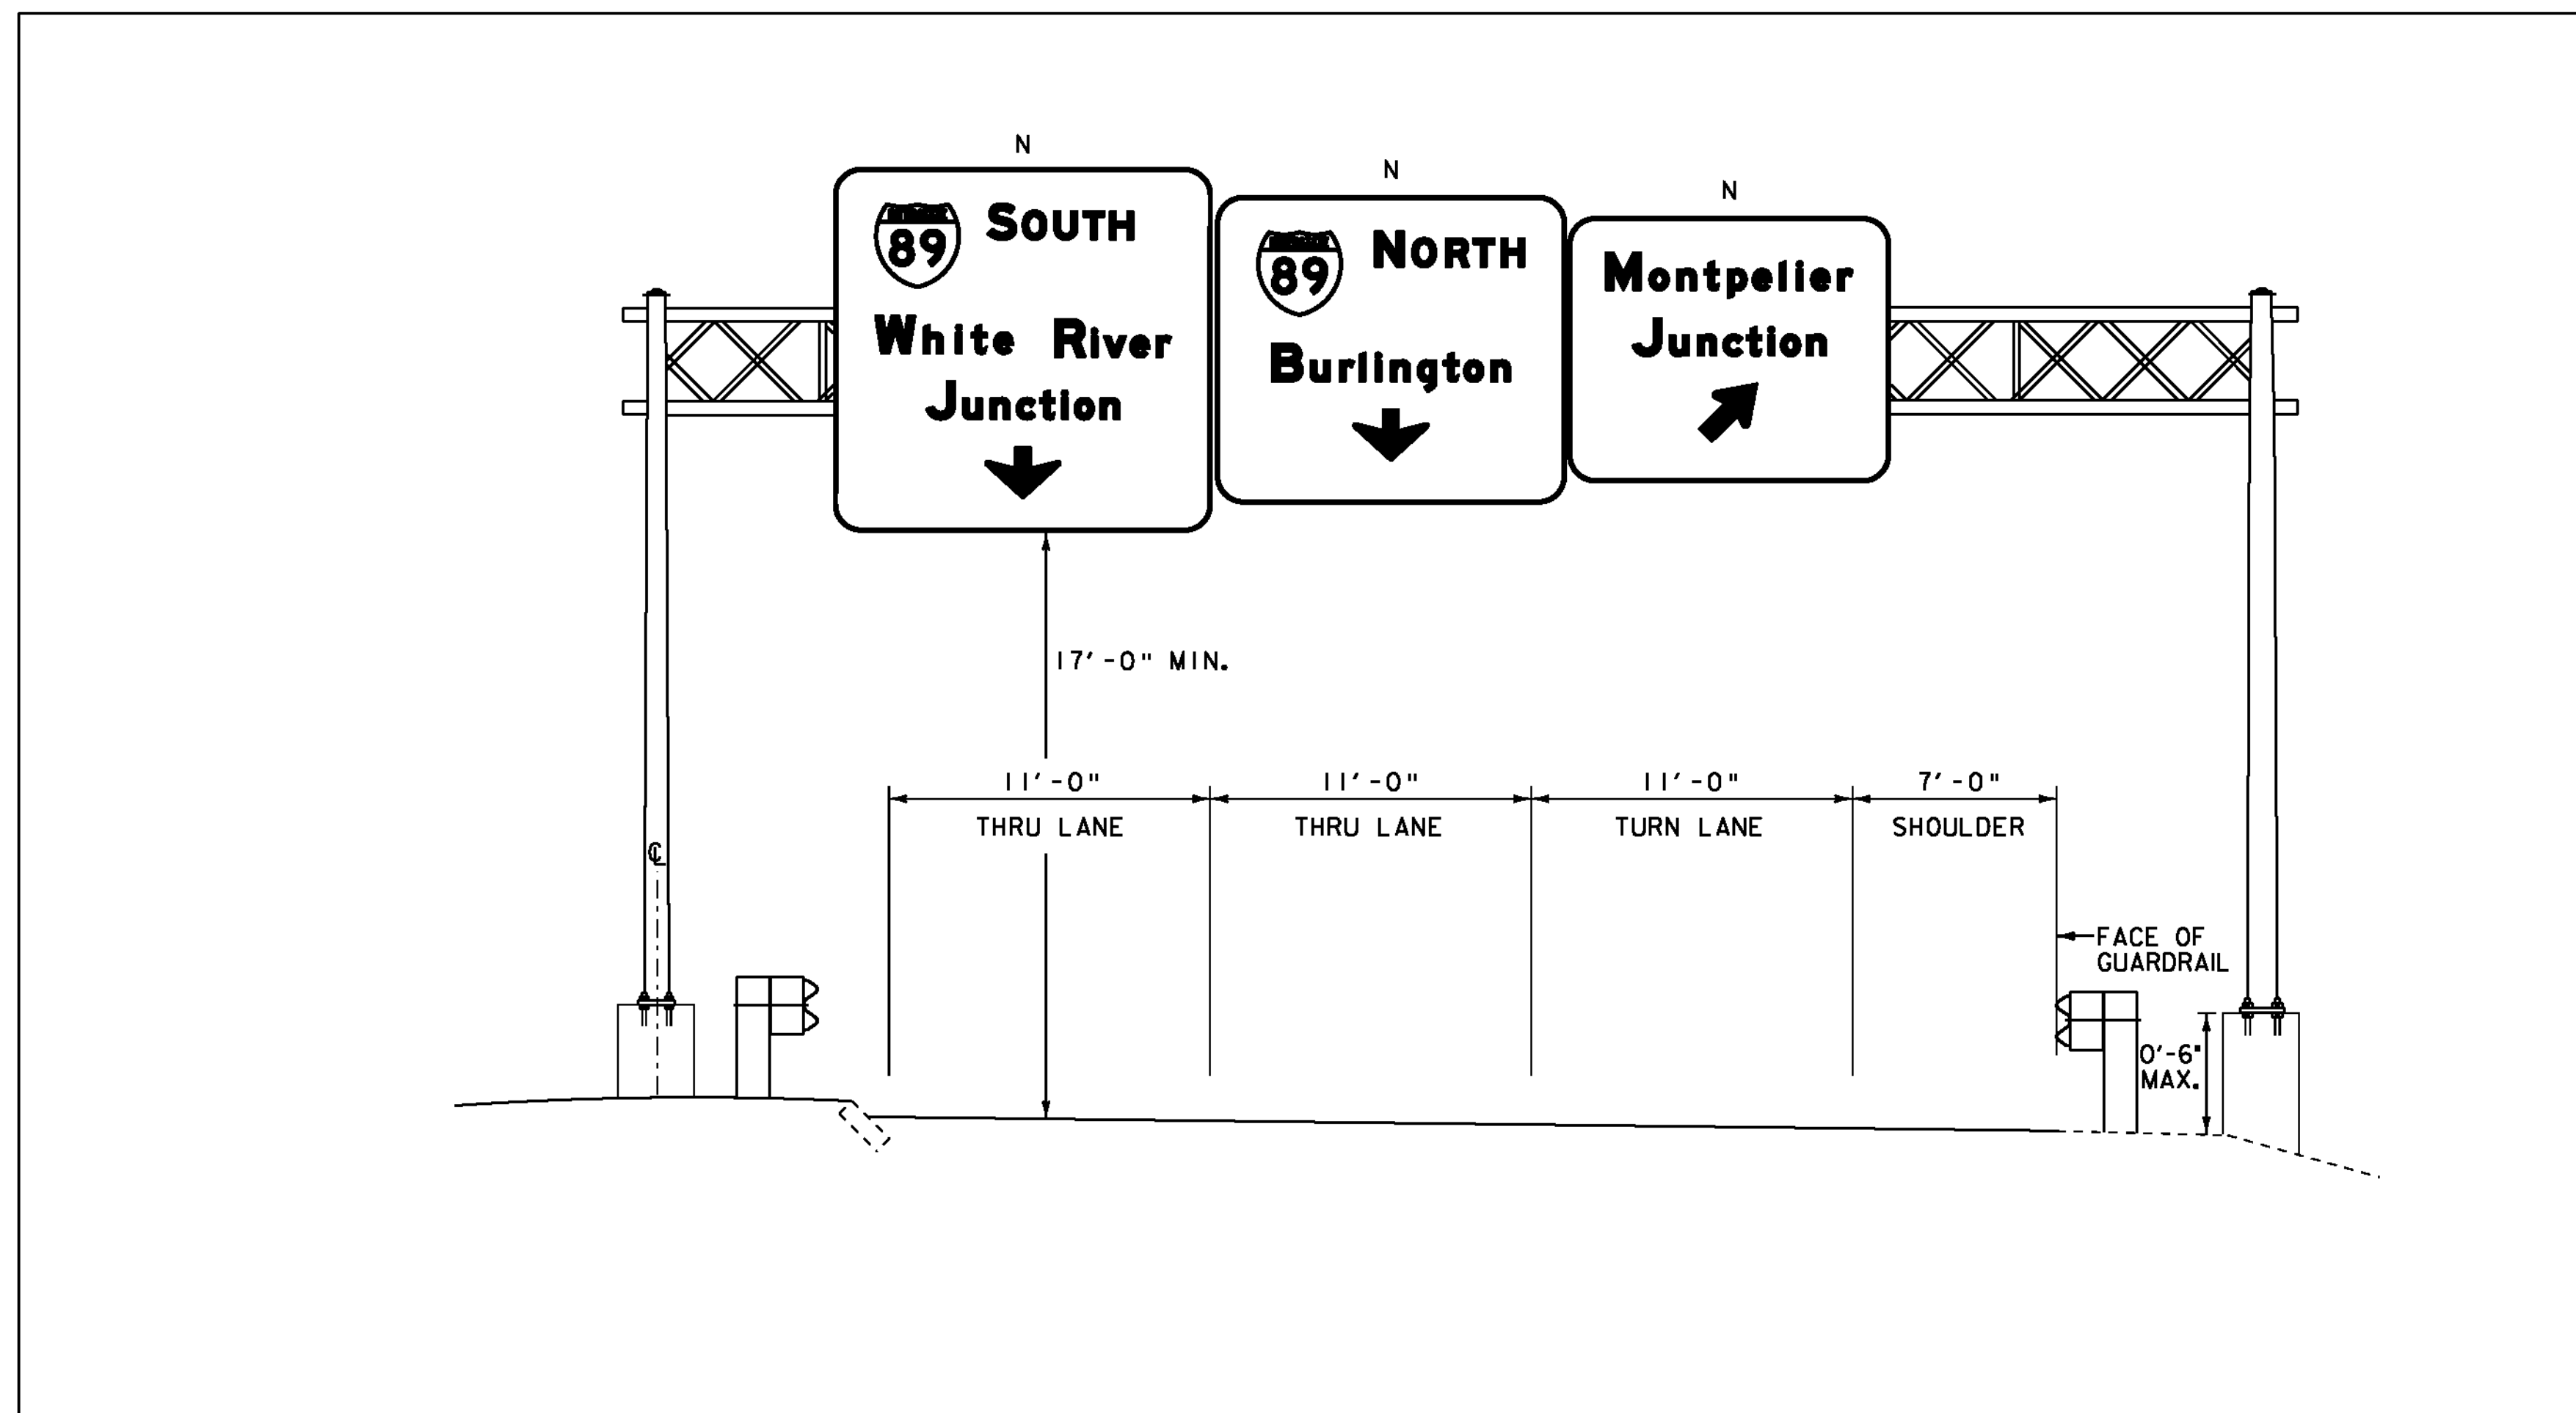 N
SOUTH
89
White River
Junction
N
NORTH
89
Burlington
N
Montpelier
Junction
17'-0" MIN.
11'-0"
THRU LANE
11'-0"
THRU LANE
11'-0"
TURN LANE
7'-0"
SHOULDER
℄
FACE OF
GUARDRAIL
0'-6"
MAX.